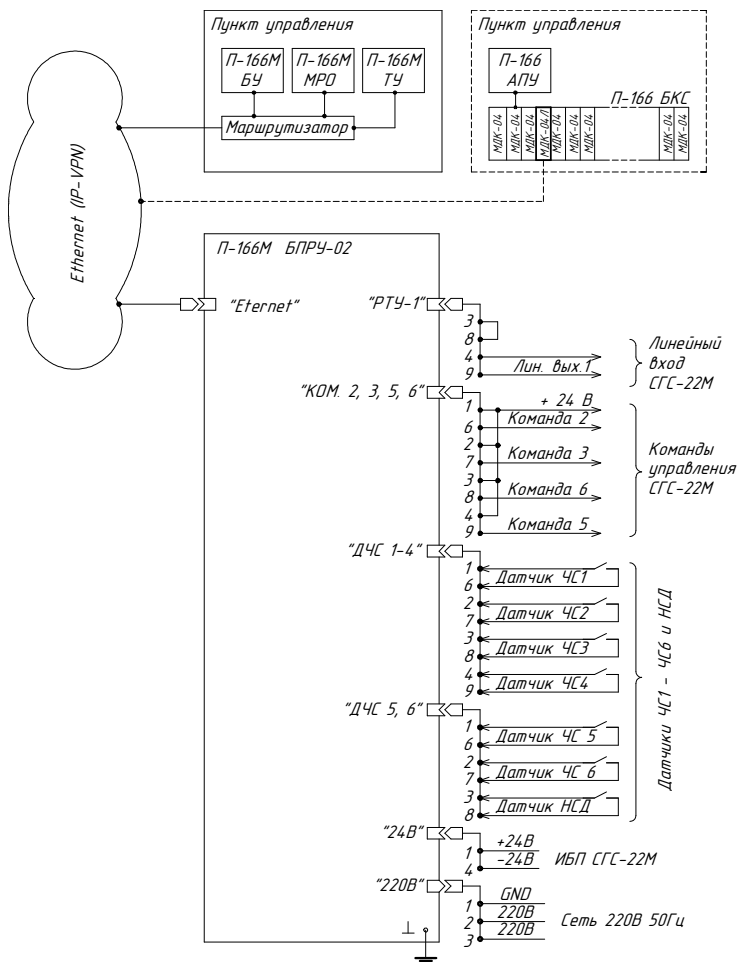 Пункт управления
П-166М БУ
П-166М МРО
П-166М ТУ
Маршрутизатор
Пункт управления
П-166 АПУ
П-166 БКС
МДК-04
МДК-04
МДК-04
МДК-04Л
МДК-04
МДК-04
МДК-04
МДК-04
МДК-04
Ethernet (IP-VPN)
П-166М БПРУ-02
"Eternet"
"РТУ-1"
3
8
4
9
Лин. вых.1
Линейный
вход
СГС-22М
"КОМ. 2, 3, 5, 6"
1
+ 24 В
6
Команда 2
2
7
Команда 3
3
8
Команда 6
4
9
Команда 5
Команды
управления
СГС-22М
"ДЧС 1-4"
1
Датчик ЧС1
6
2
Датчик ЧС2
7
3
Датчик ЧС3
8
4
Датчик ЧС4
9
"ДЧС 5, 6"
1
Датчик ЧС 5
6
2
Датчик ЧС 6
7
3
Датчик НСД
8
Датчики ЧС1 - ЧС6 и НСД
"24В"
1
+24В
4
-24В
ИБП СГС-22М
"220В"
1
GND
2
220В
3
220В
Сеть 220В 50Гц